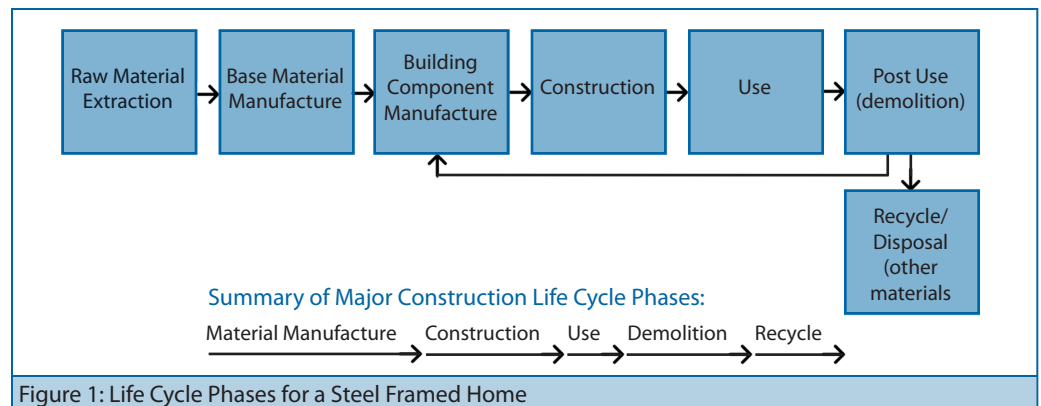 Raw Material
Extraction
Base Material
Manufacture
Building
Component
Manufacture
Construction
Use
Post Use
(demolition)
Recycle/
Disposal
(other
materials
Summary of Major Construction Life Cycle Phases:
Material Manufacture Construction Use Demolition Recycle
Figure 1: Life Cycle Phases for a Steel Framed Home